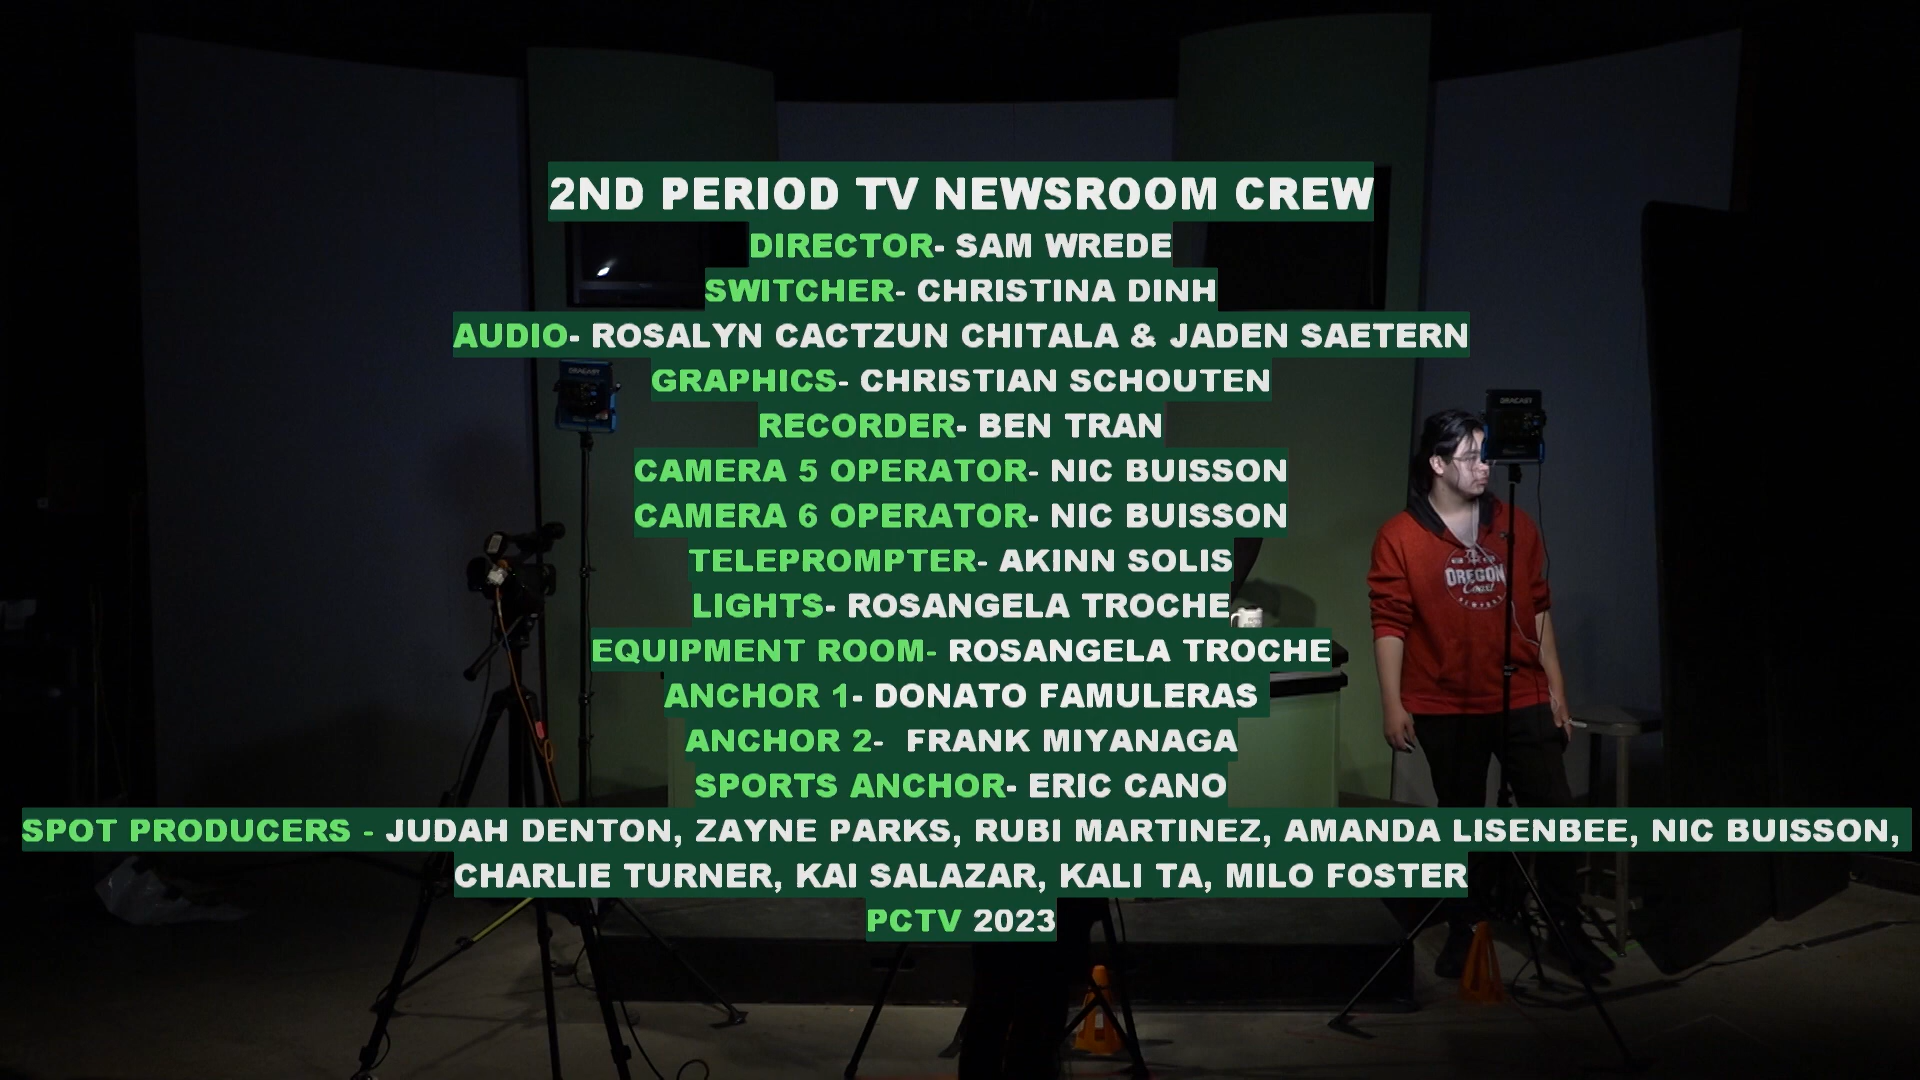 2ND PERIOD TV NEWSROOM CREW
DIRECTOR- SAM WREDE
SWITCHER- CHRISTINA DINH
AUDIO- ROSALYN CACTZUN CHITALA & JADEN SAETERN
GRAPHICS- CHRISTIAN SCHOUTEN
RECORDER- BEN TRAN
CAMERA 5 OPERATOR- NIC BUISSON
CAMERA 6 OPERATOR- NIC BUISSON
TELEPROMPTER- AKINN SOLIS
LIGHTS- ROSANGELA TROCHE
EQUIPMENT ROOM- ROSANGELA TROCHE
ANCHOR 1- DONATO FAMULERAS
ANCHOR 2-  FRANK MIYANAGA
SPORTS ANCHOR- ERIC CANO
SPOT PRODUCERS - JUDAH DENTON, ZAYNE PARKS, RUBI MARTINEZ, AMANDA LISENBEE, NIC BUISSON,
CHARLIE TURNER, KAI SALAZAR, KALI TA, MILO FOSTER
PCTV 2023
DRACAST
DRACAST
OREGON
Coast